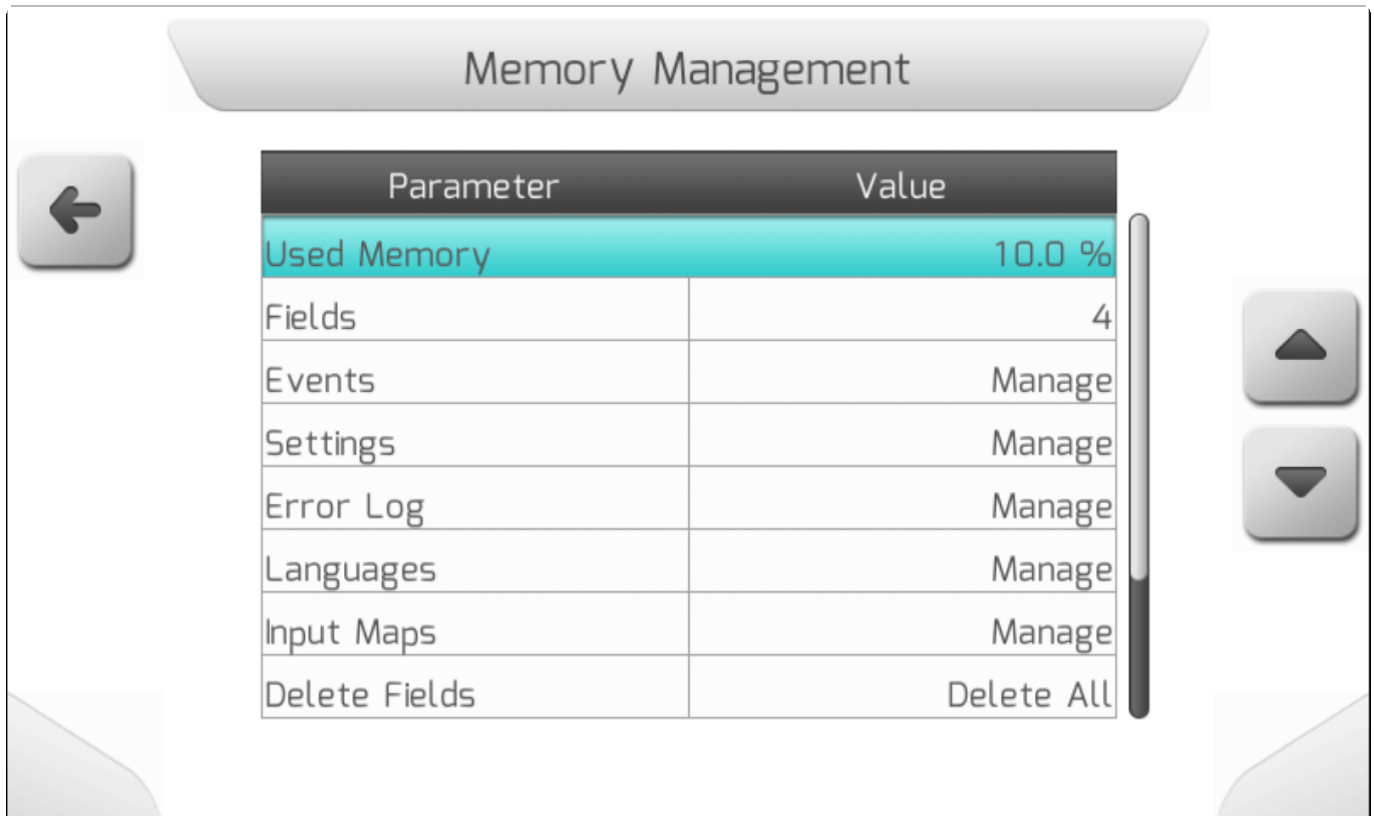 Memory Management
Parameter Value
Used Memory 10.0 %
Fields 4
Events Manage
Settings Manage
Error Log Manage
Languages Manage
Input Maps Manage
Delete Fields Delete All